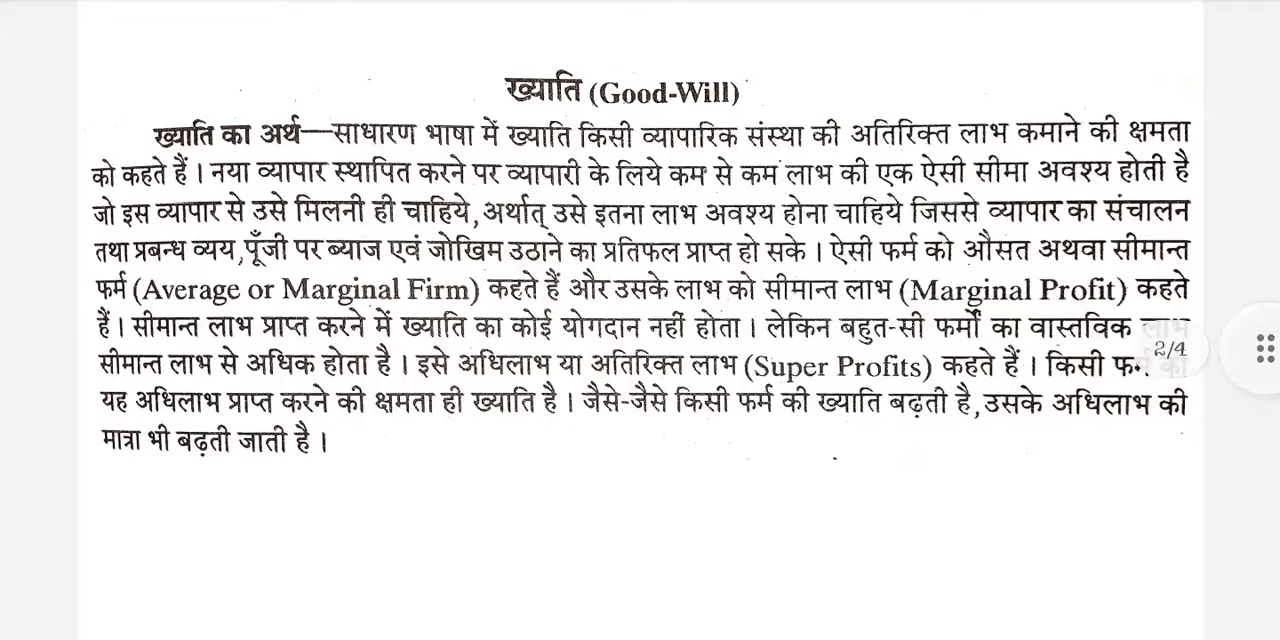 ख्याति (Good-Will)
ख्याति का अर्थ—साधारण भाषा में ख्याति किसी व्यापारिक संस्था की अतिरिक्त लाभ कमाने की क्षमता
को कहते हैं। नया व्यापार स्थापित करने पर व्यापारी के लिये कम से कम लाभ की एक ऐसी सीमा अवश्य होती है
जो इस व्यापार से उसे मिलनी ही चाहिये, अर्थात् उसे इतना लाभ अवश्य होना चाहिये जिससे व्यापार का संचालन
तथा प्रबन्ध व्यय, पूँजी पर ब्याज एवं जोखिम उठाने का प्रतिफल प्राप्त हो सके। ऐसी फर्म को औसत अथवा सीमान्त
फर्म (Average or Marginal Firm) कहते हैं और उसके लाभ को सीमान्त लाभ (Marginal Profit) कहते
हैं। सीमान्त लाभ प्राप्त करने में ख्याति का कोई योगदान नहीं होता। लेकिन बहुत-सी फर्मों का वास्तविक लाभ
2/4
सीमान्त लाभ से अधिक होता है। इसे अधिलाभ या अतिरिक्त लाभ (Super Profits) कहते हैं। किसी की
यह अधिलाभ प्राप्त करने की क्षमता ही ख्याति है। जैसे-जैसे किसी फर्म की ख्याति बढ़ती है, उसके अधिलाभ की
मात्रा भी बढ़ती जाती है।